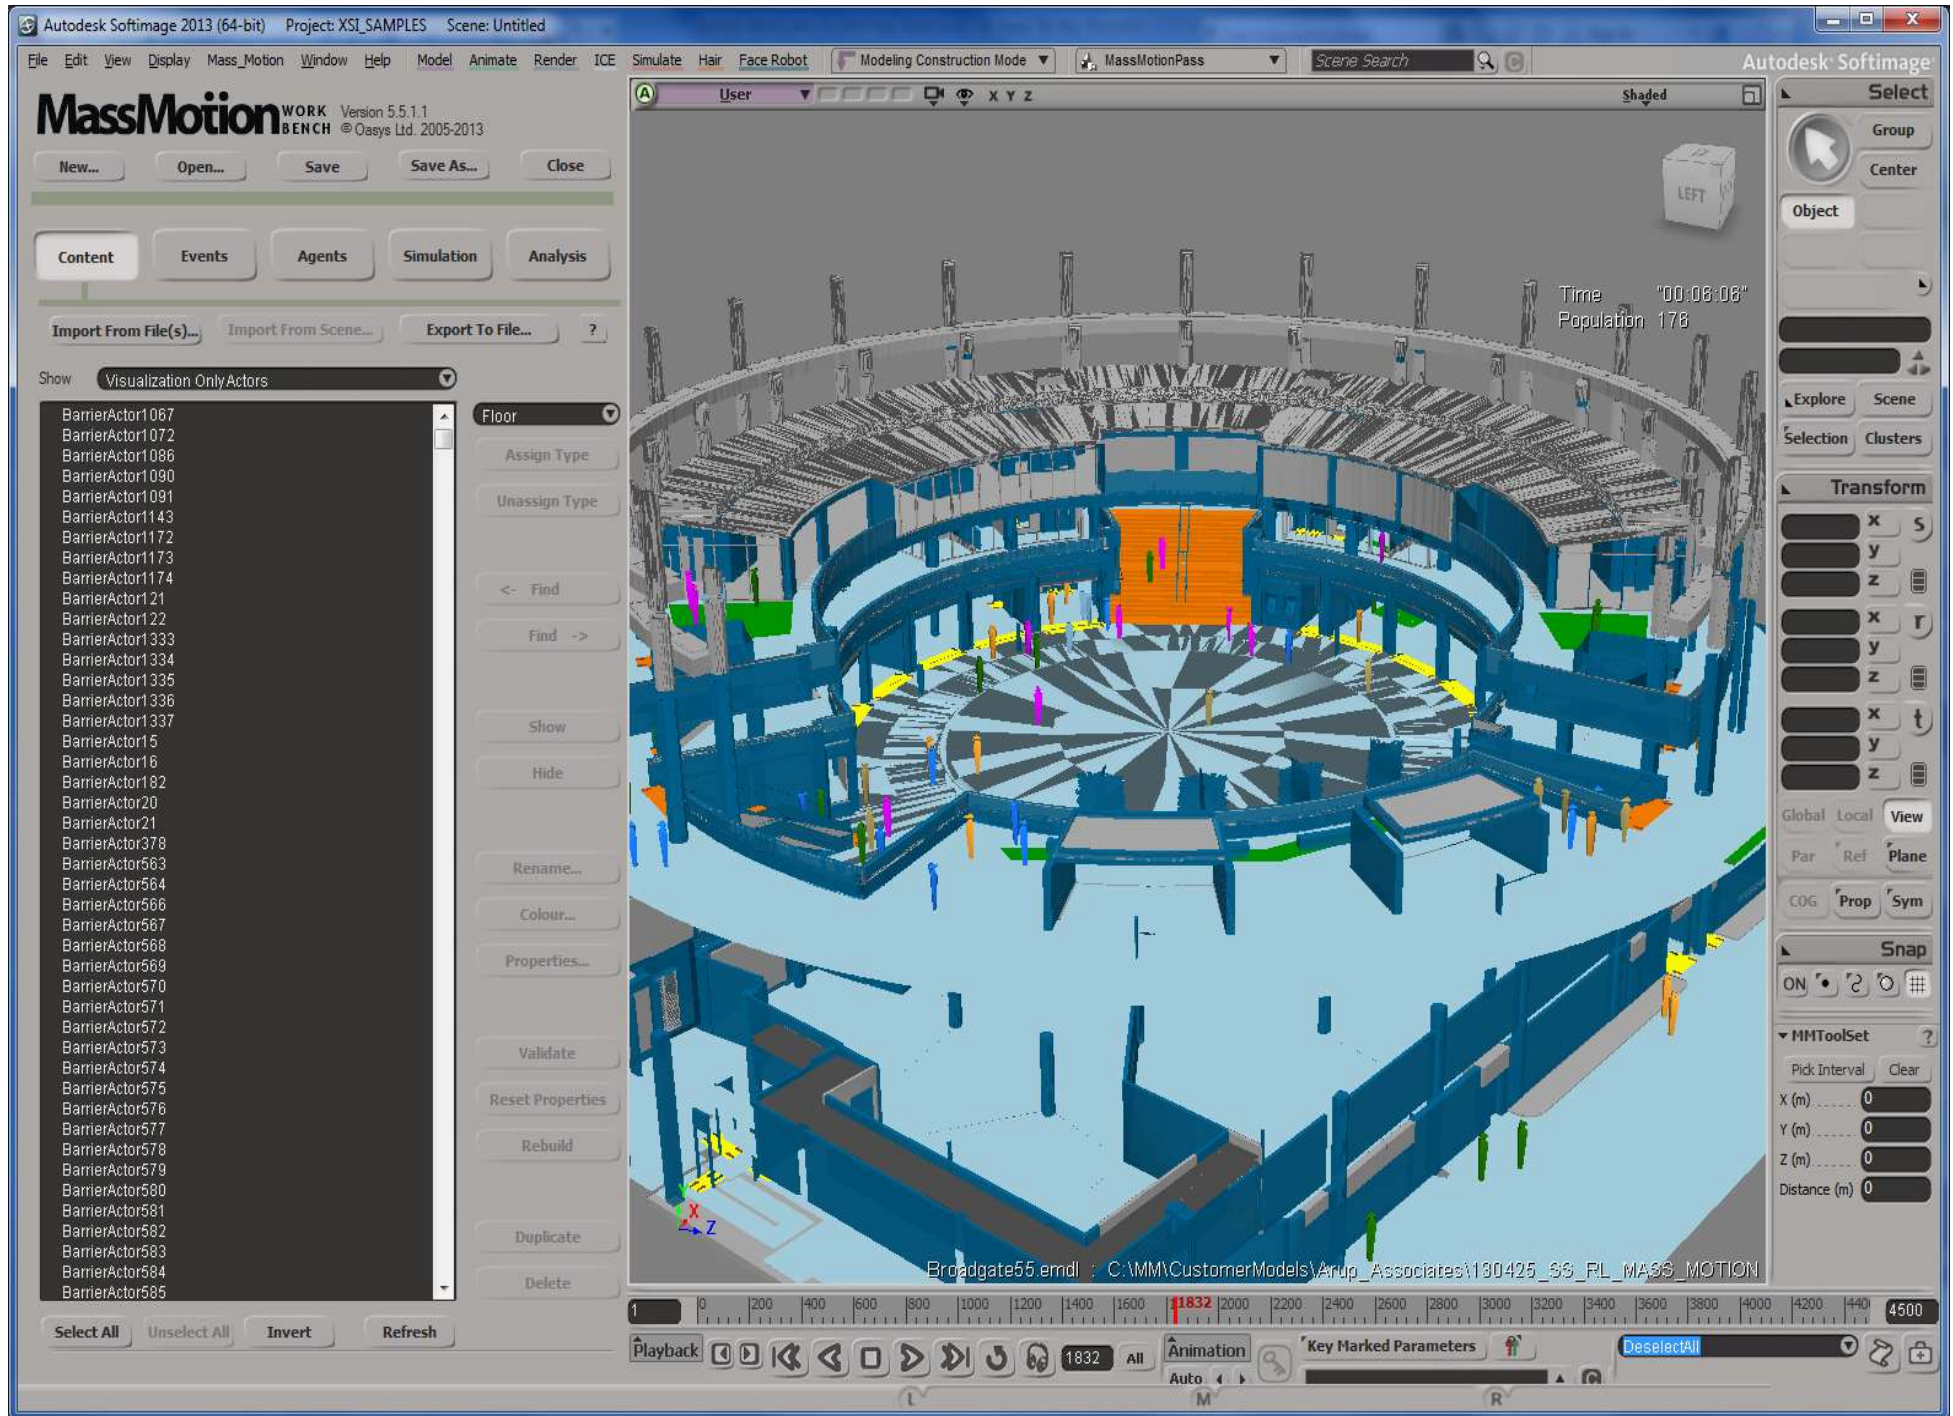 Autodesk Softimage 2013 (64-bit) Project: XSI_SAMPLES Scene: Untitled
File Edit View Display Mass_Motion Window Help Model Animate Render ICE Simulate Hair Face Robot Modeling Construction Mode MassMotionPass Scene Search Autodesk Softimage
MassMotion WORK BENCH Version 5.5.1.1
© Oasys Ltd. 2005-2013
New... Open... Save Save As... Close
Content Events Agents Simulation Analysis
Import From File(s)... Import From Scene... Export To File... ?
Show Visualization Only Actors
BarrierActor1067
BarrierActor1072
BarrierActor1086
BarrierActor1090
BarrierActor1091
BarrierActor1143
BarrierActor1172
BarrierActor1173
BarrierActor1174
BarrierActor121
BarrierActor122
BarrierActor1333
BarrierActor1334
BarrierActor1335
BarrierActor1336
BarrierActor1337
BarrierActor15
BarrierActor16
BarrierActor182
BarrierActor20
BarrierActor21
BarrierActor378
BarrierActor563
BarrierActor564
BarrierActor566
BarrierActor567
BarrierActor568
BarrierActor569
BarrierActor570
BarrierActor571
BarrierActor572
BarrierActor573
BarrierActor574
BarrierActor575
BarrierActor576
BarrierActor577
BarrierActor578
BarrierActor579
BarrierActor580
BarrierActor581
BarrierActor582
BarrierActor583
BarrierActor584
BarrierActor585
Select All Unselect All Invert Refresh
Floor
Assign Type
Unassign Type
<- Find
Find ->
Show
Hide
Rename...
Colour...
Properties...
Validate
Reset Properties
Rebuild
Duplicate
Delete
A User X Y Z Shaded
LEFT
Time "00:06:06"
Population 176
Y
X
Z
Broadgate55.emdl : C:\MM\CustomerModels\Arup_Associates\130425_SS_RL_MASS_MOTION
Select
Group
Center
Object
Explore Scene
Selection Clusters
Transform
x s
y
z
x r
y
z
x t
y
z
Global Local View
Par Ref Plane
COG Prop Sym
Snap
ON
MMToolSet ?
Pick Interval Clear
X (m) 0
Y (m) 0
Z (m) 0
Distance (m) 0
1 0 200 400 600 800 1000 1200 1400 1600 1832 2000 2200 2400 2600 2800 3000 3200 3400 3600 3800 4000 4200 440 4500
Playback 1832 All Animation Key Marked Parameters DeselectAll
Auto
L M R